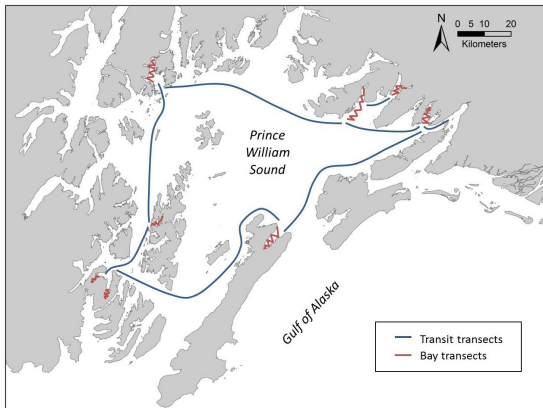 N
0 5 10 20
Kilometers
Prince
William
Sound
Gulf of Alaska
Transit transects
Bay transects